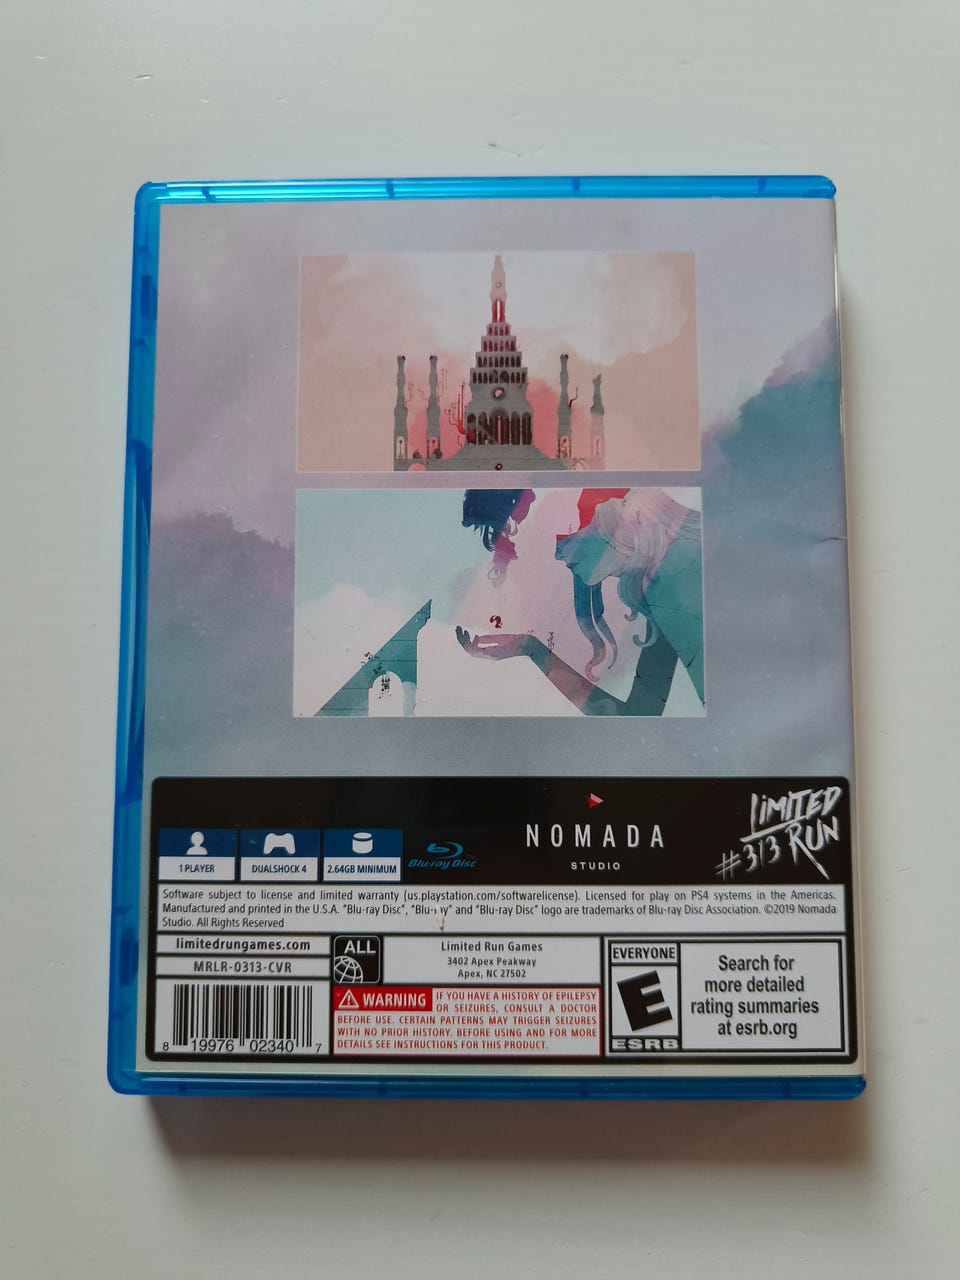 NOMADA
STUDIO
LIMITED
RUN
#313
1 PLAYER
DUALSHOCK 4
2.64GB MINIMUM
Blu-ray Disc
Software subject to license and limited warranty (us.playstation.com/softwarelicense). Licensed for play on PS4 systems in the Americas.
Manufactured and printed in the U.S.A. "Blu-ray Disc", "Blu-ray" and "Blu-ray Disc" logo are trademarks of Blu-ray Disc Association. ©2019 Nomada
Studio. All Rights Reserved
limitedrungames.com
MRLR-0313-CVR
8 19976 02340 7
ALL
Limited Run Games
3402 Apex Peakway
Apex, NC 27502
WARNING IF YOU HAVE A HISTORY OF EPILEPSY
OR SEIZURES, CONSULT A DOCTOR
BEFORE USE. CERTAIN PATTERNS MAY TRIGGER SEIZURES
WITH NO PRIOR HISTORY. BEFORE USING AND FOR MORE
DETAILS SEE INSTRUCTIONS FOR THIS PRODUCT.
EVERYONE
E
ESRB
Search for
more detailed
rating summaries
at esrb.org